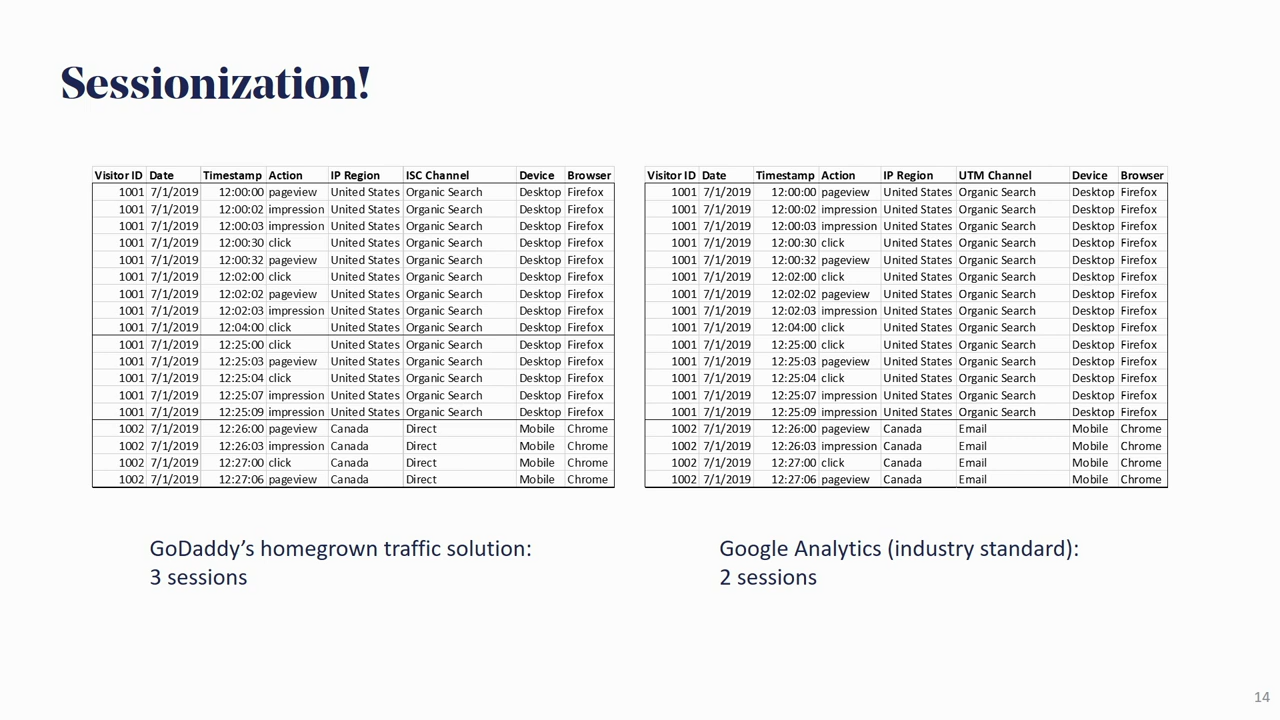 Sessionization!
Visitor ID Date Timestamp Action IP Region ISC Channel Device Browser
1001 7/1/2019 12:00:00 pageview United States Organic Search Desktop Firefox
1001 7/1/2019 12:00:02 impression United States Organic Search Desktop Firefox
1001 7/1/2019 12:00:03 impression United States Organic Search Desktop Firefox
1001 7/1/2019 12:00:30 click United States Organic Search Desktop Firefox
1001 7/1/2019 12:00:32 pageview United States Organic Search Desktop Firefox
1001 7/1/2019 12:02:00 click United States Organic Search Desktop Firefox
1001 7/1/2019 12:02:02 pageview United States Organic Search Desktop Firefox
1001 7/1/2019 12:02:03 impression United States Organic Search Desktop Firefox
1001 7/1/2019 12:04:00 click United States Organic Search Desktop Firefox
1001 7/1/2019 12:25:00 click United States Organic Search Desktop Firefox
1001 7/1/2019 12:25:03 pageview United States Organic Search Desktop Firefox
1001 7/1/2019 12:25:04 click United States Organic Search Desktop Firefox
1001 7/1/2019 12:25:07 impression United States Organic Search Desktop Firefox
1001 7/1/2019 12:25:09 impression United States Organic Search Desktop Firefox
1002 7/1/2019 12:26:00 pageview Canada Direct Mobile Chrome
1002 7/1/2019 12:26:03 impression Canada Direct Mobile Chrome
1002 7/1/2019 12:27:00 click Canada Direct Mobile Chrome
1002 7/1/2019 12:27:06 pageview Canada Direct Mobile Chrome
GoDaddy’s homegrown traffic solution:
3 sessions
Visitor ID Date Timestamp Action IP Region UTM Channel Device Browser
1001 7/1/2019 12:00:00 pageview United States Organic Search Desktop Firefox
1001 7/1/2019 12:00:02 impression United States Organic Search Desktop Firefox
1001 7/1/2019 12:00:03 impression United States Organic Search Desktop Firefox
1001 7/1/2019 12:00:30 click United States Organic Search Desktop Firefox
1001 7/1/2019 12:00:32 pageview United States Organic Search Desktop Firefox
1001 7/1/2019 12:02:00 click United States Organic Search Desktop Firefox
1001 7/1/2019 12:02:02 pageview United States Organic Search Desktop Firefox
1001 7/1/2019 12:02:03 impression United States Organic Search Desktop Firefox
1001 7/1/2019 12:04:00 click United States Organic Search Desktop Firefox
1001 7/1/2019 12:25:00 click United States Organic Search Desktop Firefox
1001 7/1/2019 12:25:03 pageview United States Organic Search Desktop Firefox
1001 7/1/2019 12:25:04 click United States Organic Search Desktop Firefox
1001 7/1/2019 12:25:07 impression United States Organic Search Desktop Firefox
1001 7/1/2019 12:25:09 impression United States Organic Search Desktop Firefox
1002 7/1/2019 12:26:00 pageview Canada Email Mobile Chrome
1002 7/1/2019 12:26:03 impression Canada Email Mobile Chrome
1002 7/1/2019 12:27:00 click Canada Email Mobile Chrome
1002 7/1/2019 12:27:06 pageview Canada Email Mobile Chrome
Google Analytics (industry standard):
2 sessions
14